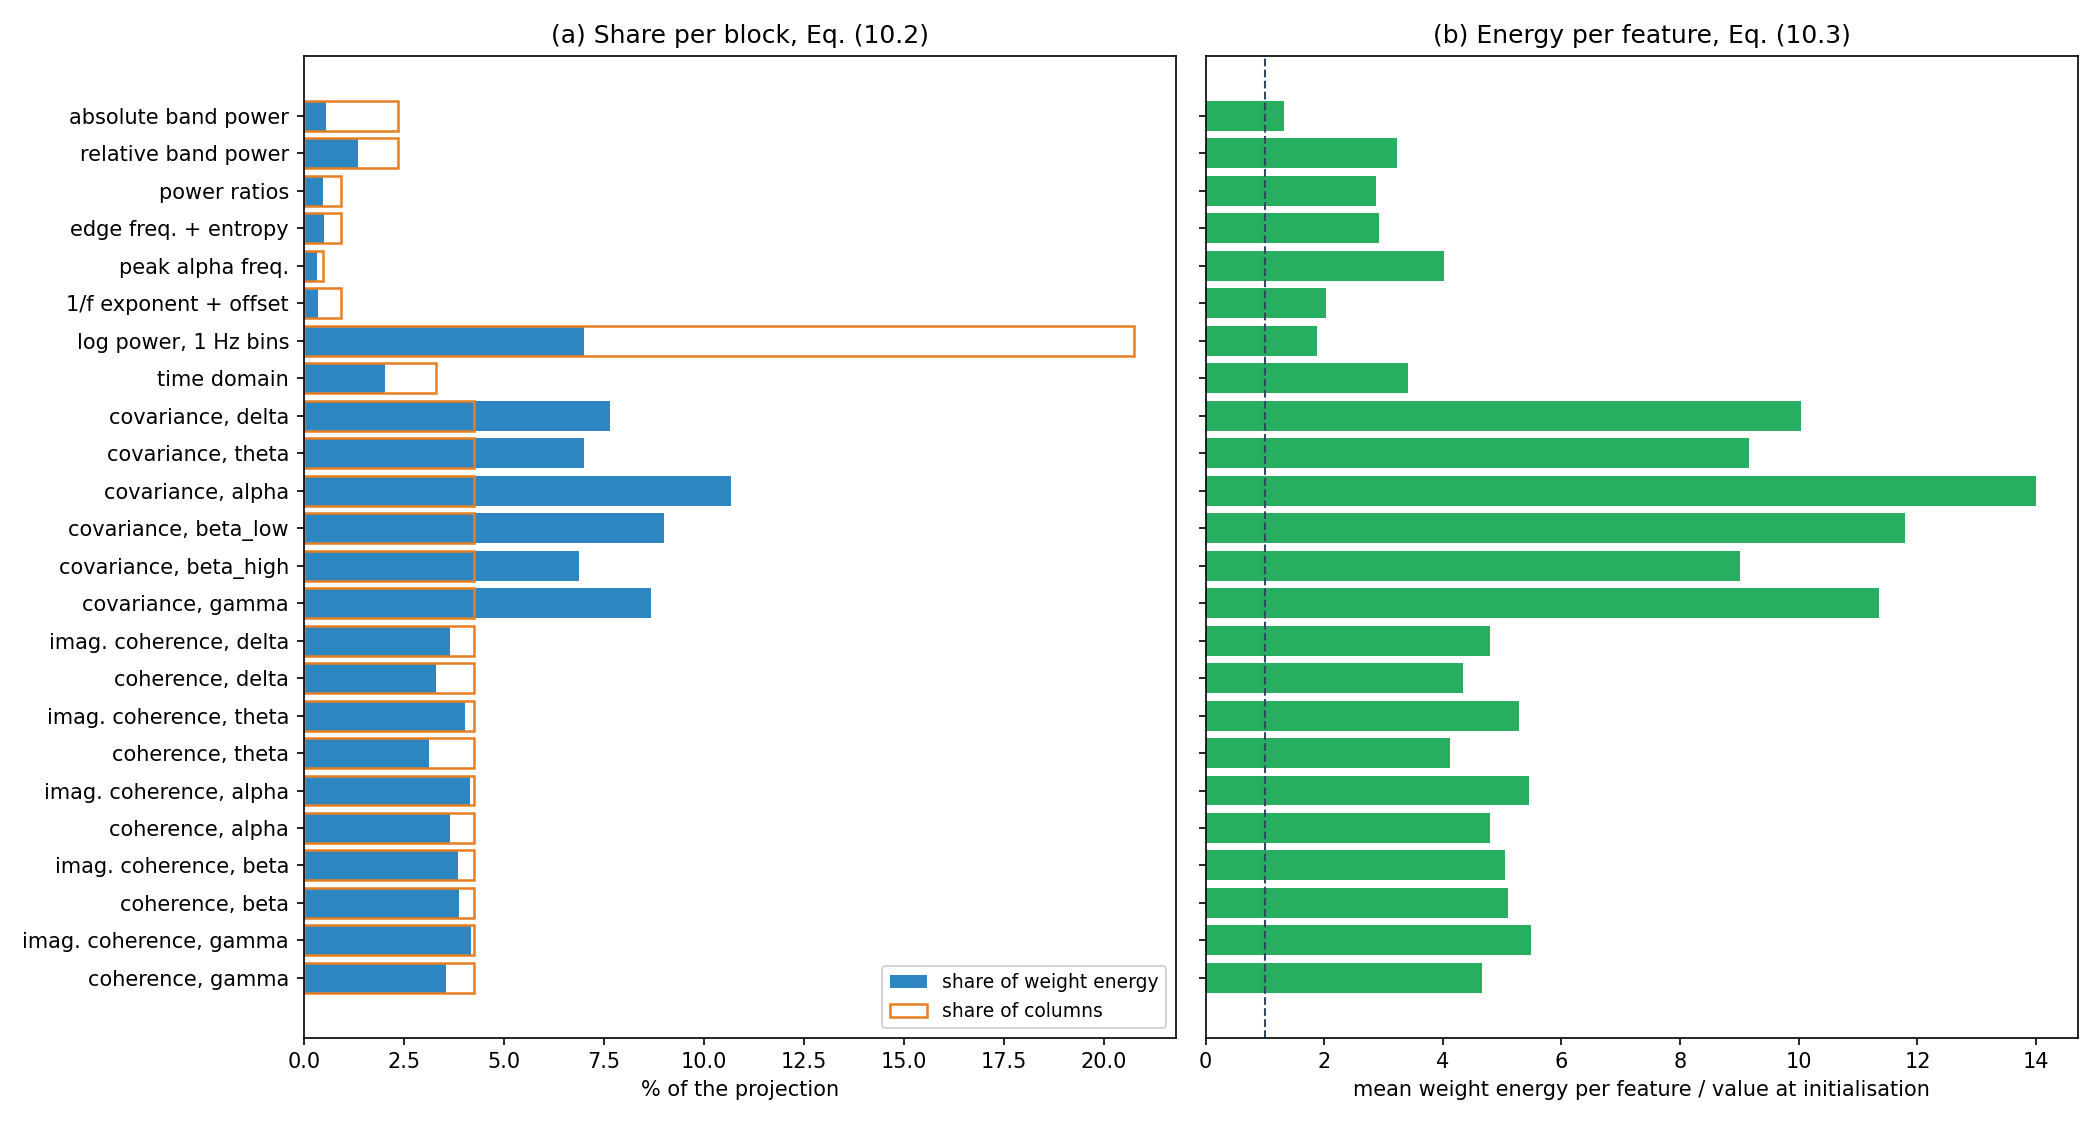 (a) Share per block, Eq. (10.2)
absolute band power
relative band power
power ratios
edge freq. + entropy
peak alpha freq.
1/f exponent + offset
log power, 1 Hz bins
time domain
covariance, delta
covariance, theta
covariance, alpha
covariance, beta_low
covariance, beta_high
covariance, gamma
imag. coherence, delta
coherence, delta
imag. coherence, theta
coherence, theta
imag. coherence, alpha
coherence, alpha
imag. coherence, beta
coherence, beta
imag. coherence, gamma
coherence, gamma
share of weight energy
share of columns
0.0 2.5 5.0 7.5 10.0 12.5 15.0 17.5 20.0
% of the projection
(b) Energy per feature, Eq. (10.3)
0 2 4 6 8 10 12 14
mean weight energy per feature / value at initialisation